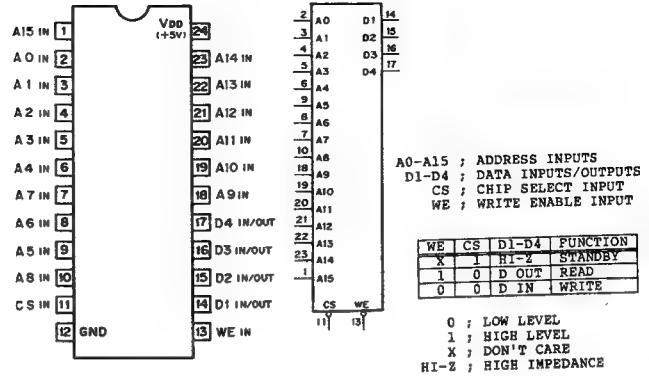 A15 IN 1 VDD 24
(+5V)
A0 IN 2 23 A14 IN
A1 IN 3 22 A13 IN
A2 IN 4 21 A12 IN
A3 IN 5 20 A11 IN
A4 IN 6 19 A10 IN
A7 IN 7 18 A9 IN
A6 IN 8 17 D4 IN/OUT
A5 IN 9 16 D3 IN/OUT
A8 IN 10 15 D2 IN/OUT
CS IN 11 14 D1 IN/OUT
12 GND 13 WE IN
2 A0 D1 14
3 A1 D2 15
4 A2 D3 16
5 A3 D4 17
6 A4
9 A5
8 A6
7 A7
10 A8
18 A9
19 A10
20 A11
21 A12
22 A13
23 A14
1 A15
CS WE
11 13
A0-A15 ; ADDRESS INPUTS
D1-D4 ; DATA INPUTS/OUTPUTS
CS ; CHIP SELECT INPUT
WE ; WRITE ENABLE INPUT
WE CS D1-D4 FUNCTION
X 1 HI-Z STANDBY
1 0 D OUT READ
0 0 D IN WRITE
0 ; LOW LEVEL
1 ; HIGH LEVEL
X ; DON'T CARE
HI-Z ; HIGH IMPEDANCE